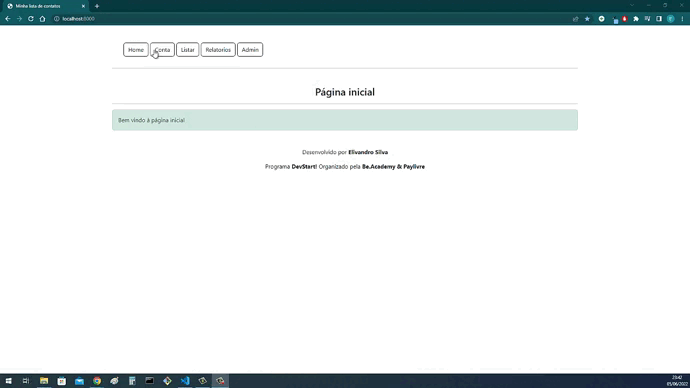 Minha lista de contatos
localhost:8069
Home Conta Listar Relatorios Admin
Página inicial
Bem vindo á página inicial
Desenvolvido por Elivandro Silva
Programa DevStart! Organizado pela Be.Academy & Paylivre
23:42
05/06/2022